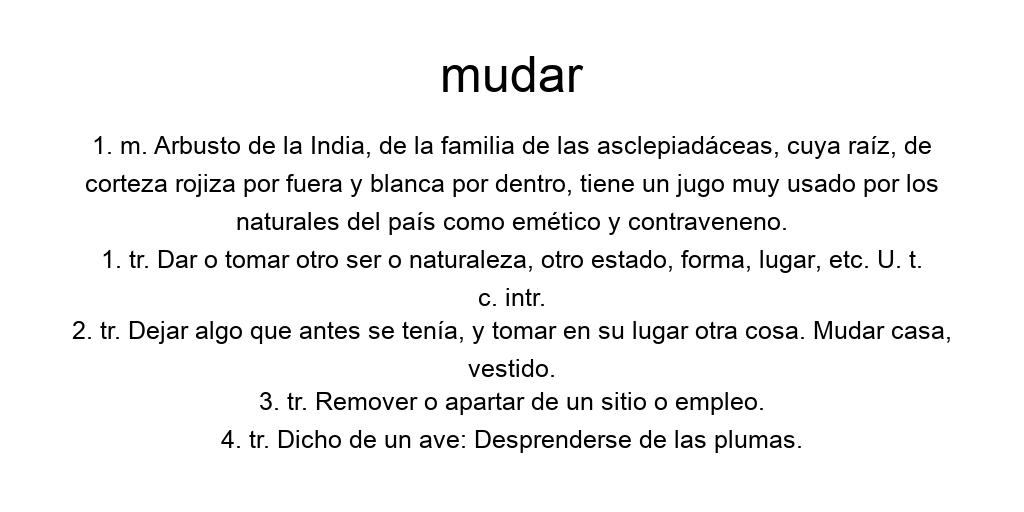 mudar
1. m. Arbusto de la India, de la familia de las asclepiadáceas, cuya raíz, de
corteza rojiza por fuera y blanca por dentro, tiene un jugo muy usado por los
naturales del país como emético y contraveneno.
1. tr. Dar o tomar otro ser o naturaleza, otro estado, forma, lugar, etc. U. t.
c. intr.
2. tr. Dejar algo que antes se tenía, y tomar en su lugar otra cosa. Mudar casa,
vestido.
3. tr. Remover o apartar de un sitio o empleo.
4. tr. Dicho de un ave: Desprenderse de las plumas.